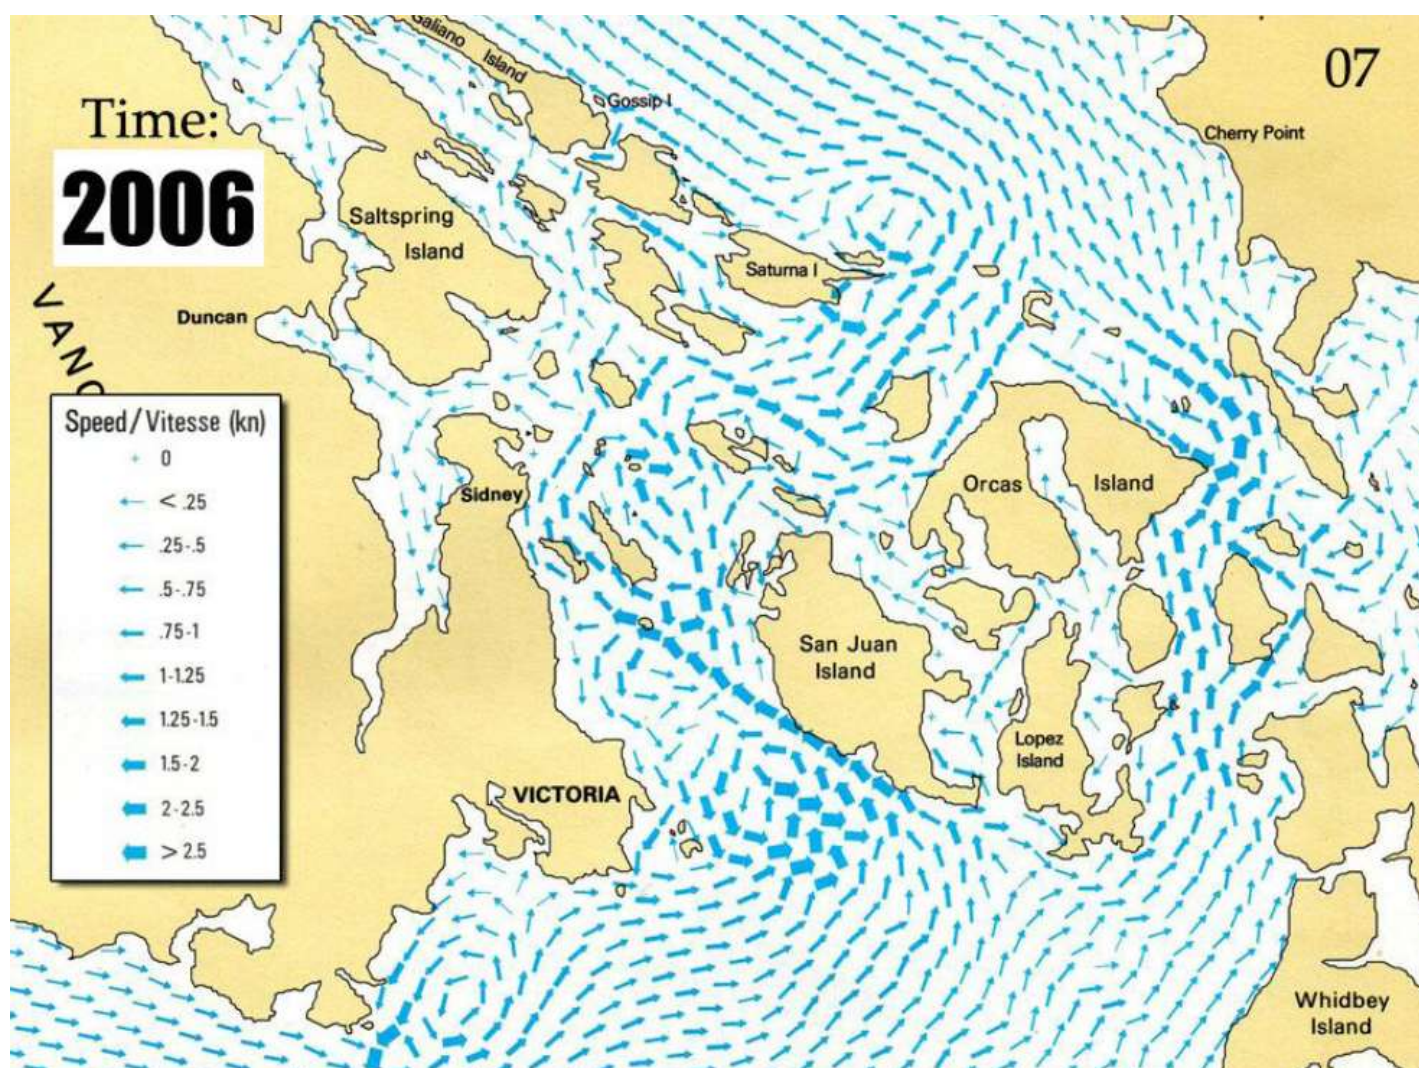 Galiano
Island
07
Gossip I
Time:
2006
Cherry Point
Saltspring
Island
Saturna I
Duncan
VANC
Speed/Vitesse (kn)
0
< .25
.25-.5
.5-.75
.75-1
1-1.25
1.25-1.5
1.5-2
2-2.5
> 2.5
Sidney
Orcas
Island
San Juan
Island
Lopez
Island
VICTORIA
Whidbey
Island